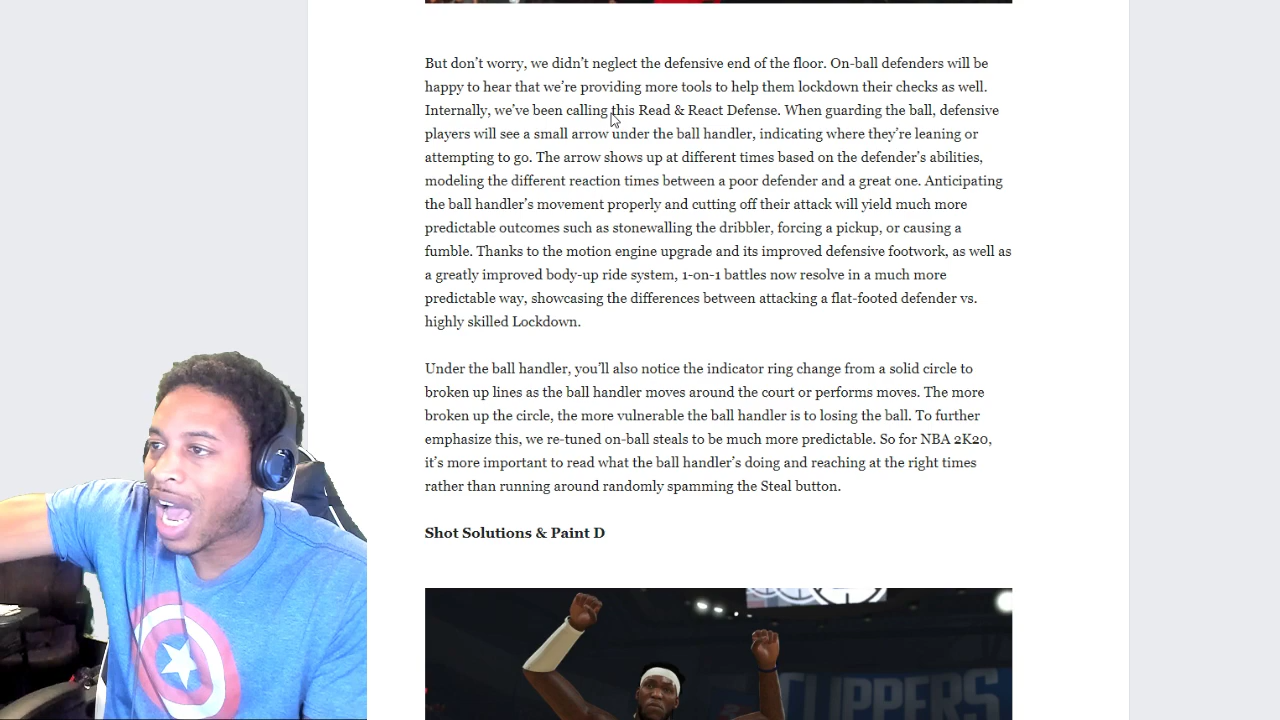 But don’t worry, we didn’t neglect the defensive end of the floor. On-ball defenders will be
happy to hear that we’re providing more tools to help them lockdown their checks as well.
Internally, we’ve been calling this Read & React Defense. When guarding the ball, defensive
players will see a small arrow under the ball handler, indicating where they’re leaning or
attempting to go. The arrow shows up at different times based on the defender’s abilities,
modeling the different reaction times between a poor defender and a great one. Anticipating
the ball handler’s movement properly and cutting off their attack will yield much more
predictable outcomes such as stonewalling the dribbler, forcing a pickup, or causing a
fumble. Thanks to the motion engine upgrade and its improved defensive footwork, as well as
a greatly improved body-up ride system, 1-on-1 battles now resolve in a much more
predictable way, showcasing the differences between attacking a flat-footed defender vs.
highly skilled Lockdown.
Under the ball handler, you’ll also notice the indicator ring change from a solid circle to
broken up lines as the ball handler moves around the court or performs moves. The more
broken up the circle, the more vulnerable the ball handler is to losing the ball. To further
emphasize this, we re-tuned on-ball steals to be much more predictable. So for NBA 2K20,
it’s more important to read what the ball handler’s doing and reaching at the right times
rather than running around randomly spamming the Steal button.
Shot Solutions & Paint D
CLIPPERS